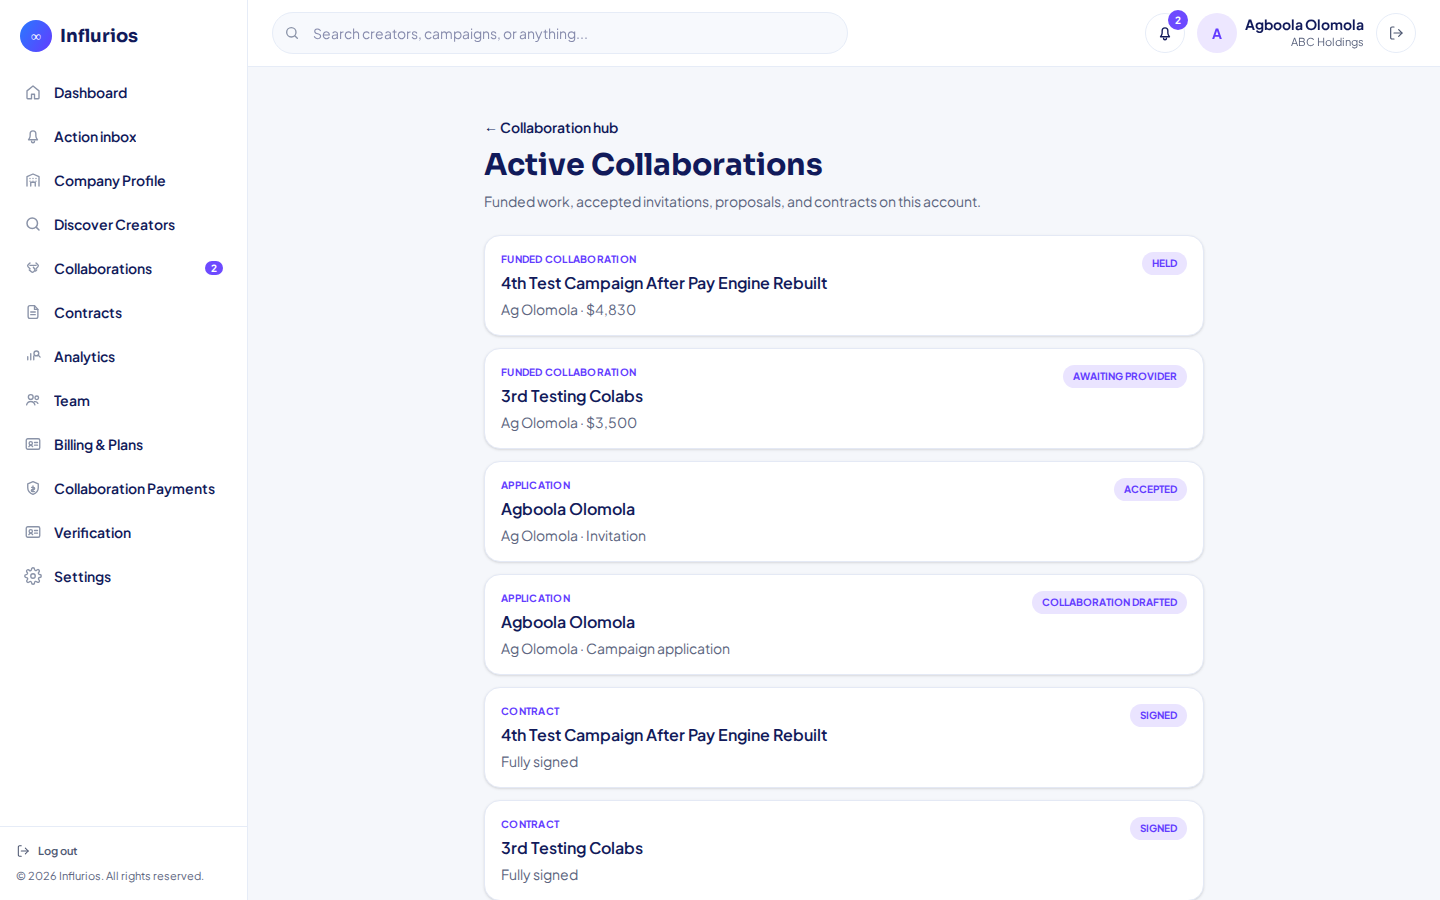 ∞ Influrios
Search creators, campaigns, or anything...
2
A
Agboola Olomola
ABC Holdings
Dashboard
Action inbox
Company Profile
Discover Creators
Collaborations 2
Contracts
Analytics
Team
Billing & Plans
Collaboration Payments
Verification
Settings
Log out
© 2026 Influrios. All rights reserved.
← Collaboration hub
Active Collaborations
Funded work, accepted invitations, proposals, and contracts on this account.
FUNDED COLLABORATION
HELD
4th Test Campaign After Pay Engine Rebuilt
Ag Olomola · $4,830
FUNDED COLLABORATION
AWAITING PROVIDER
3rd Testing Colabs
Ag Olomola · $3,500
APPLICATION
ACCEPTED
Agboola Olomola
Ag Olomola · Invitation
APPLICATION
COLLABORATION DRAFTED
Agboola Olomola
Ag Olomola · Campaign application
CONTRACT
SIGNED
4th Test Campaign After Pay Engine Rebuilt
Fully signed
CONTRACT
SIGNED
3rd Testing Colabs
Fully signed